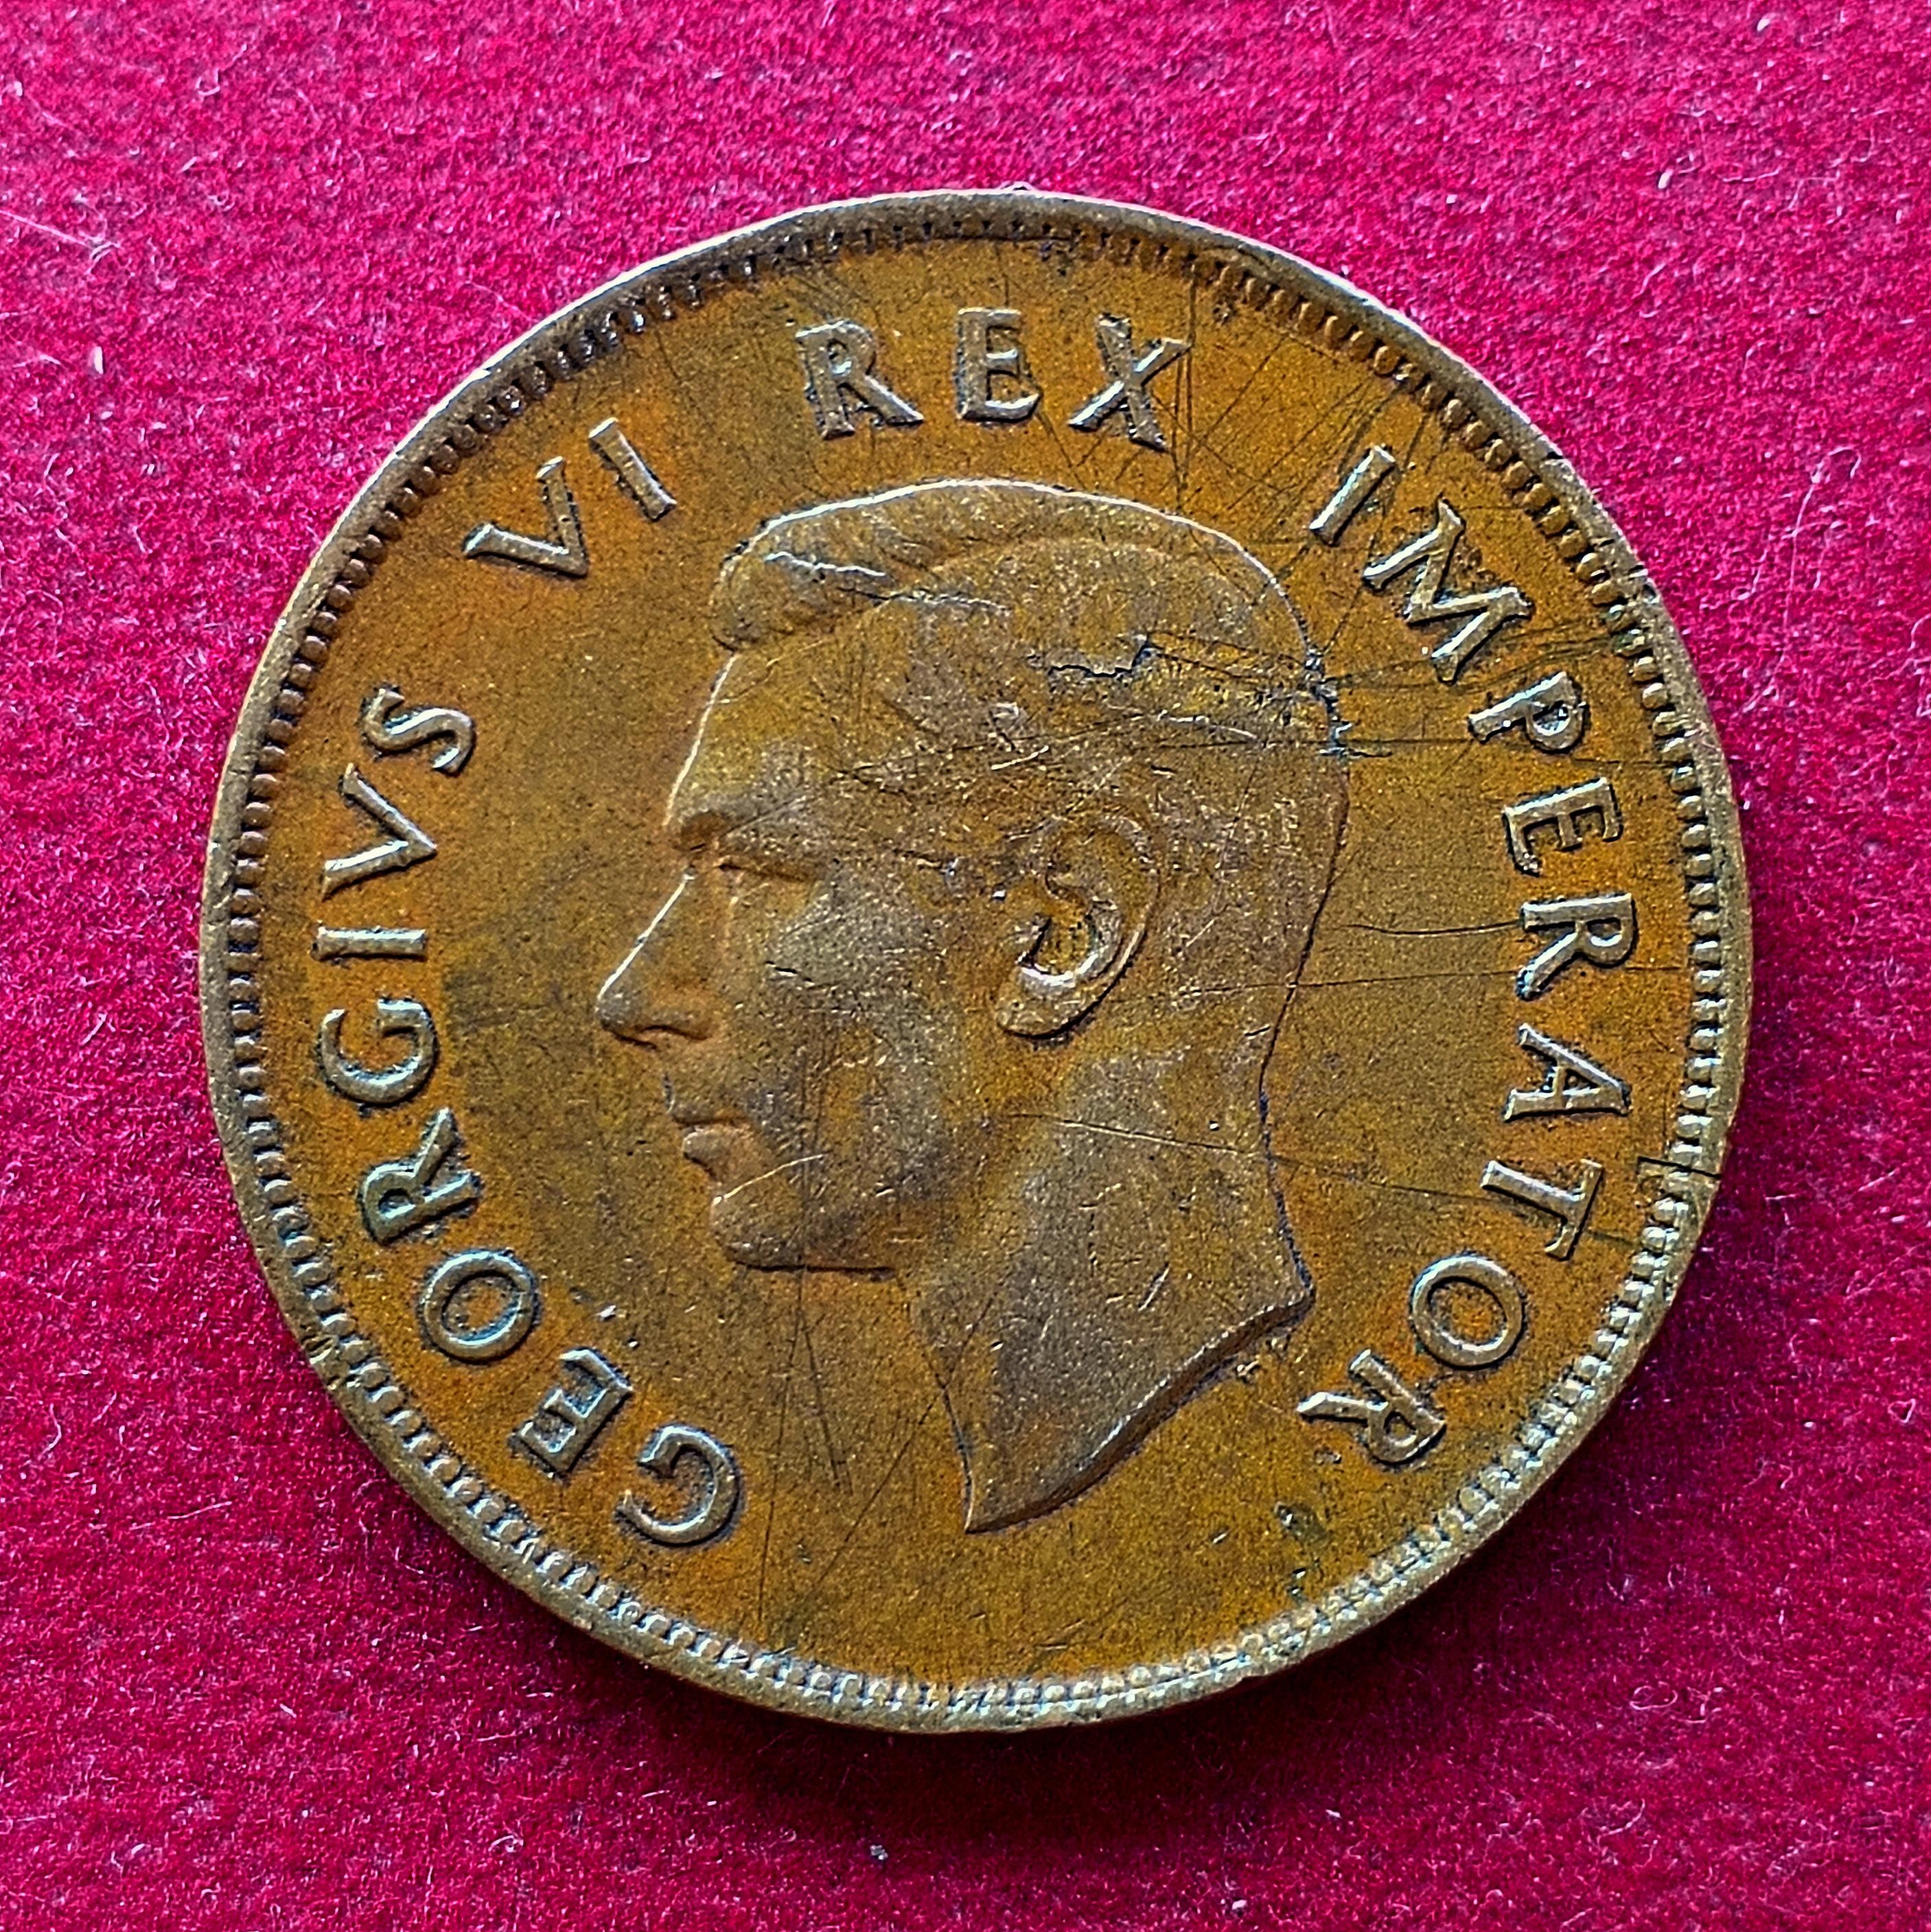 GEORGIVS VI REX IMPERATOR